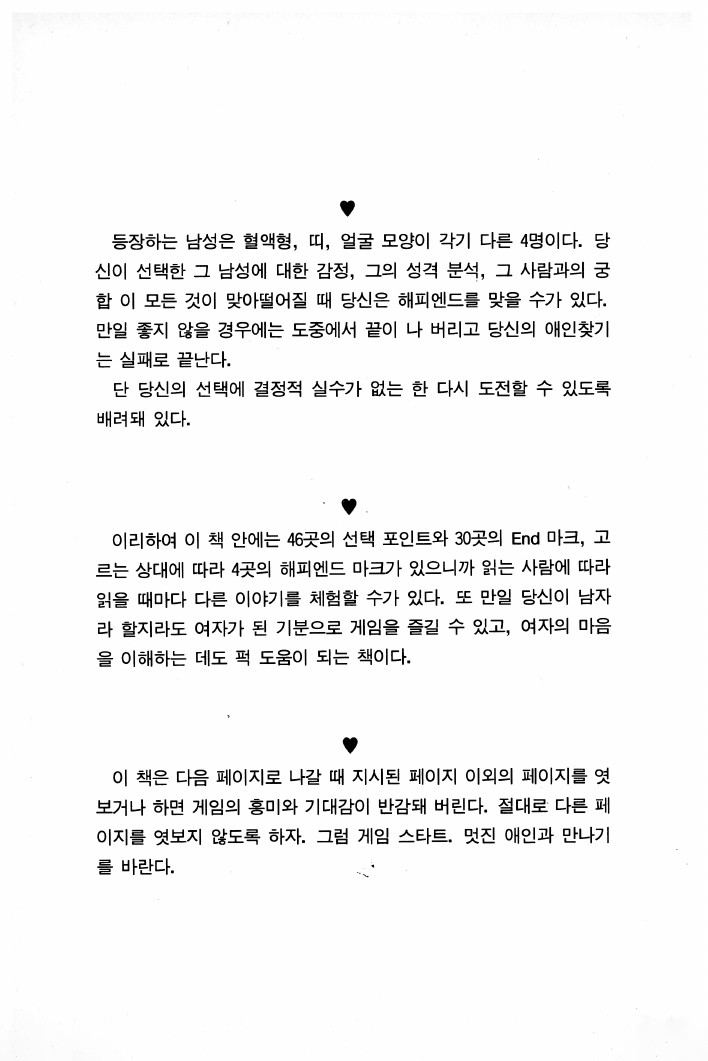 ♥
등장하는 남성은 혈액형, 띠, 얼굴 모양이 각기 다른 4명이다. 당
신이 선택한 그 남성에 대한 감정, 그의 성격 분석, 그 사람과의 궁
합 이 모든 것이 맞아떨어질 때 당신은 해피엔드를 맞을 수가 있다.
만일 좋지 않을 경우에는 도중에서 끝이 나 버리고 당신의 애인찾기
는 실패로 끝난다.
단 당신의 선택에 결정적 실수가 없는 한 다시 도전할 수 있도록
배려돼 있다.
♥
이리하여 이 책 안에는 46곳의 선택 포인트와 30곳의 End 마크, 고
르는 상대에 따라 4곳의 해피엔드 마크가 있으니까 읽는 사람에 따라
읽을 때마다 다른 이야기를 체험할 수가 있다. 또 만일 당신이 남자
라 할지라도 여자가 된 기분으로 게임을 즐길 수 있고, 여자의 마음
을 이해하는 데도 퍽 도움이 되는 책이다.
♥
이 책은 다음 페이지로 나갈 때 지시된 페이지 이외의 페이지를 엿
보거나 하면 게임의 흥미와 기대감이 반감돼 버린다. 절대로 다른 페
이지를 엿보지 않도록 하자. 그럼 게임 스타트. 멋진 애인과 만나기
를 바란다.